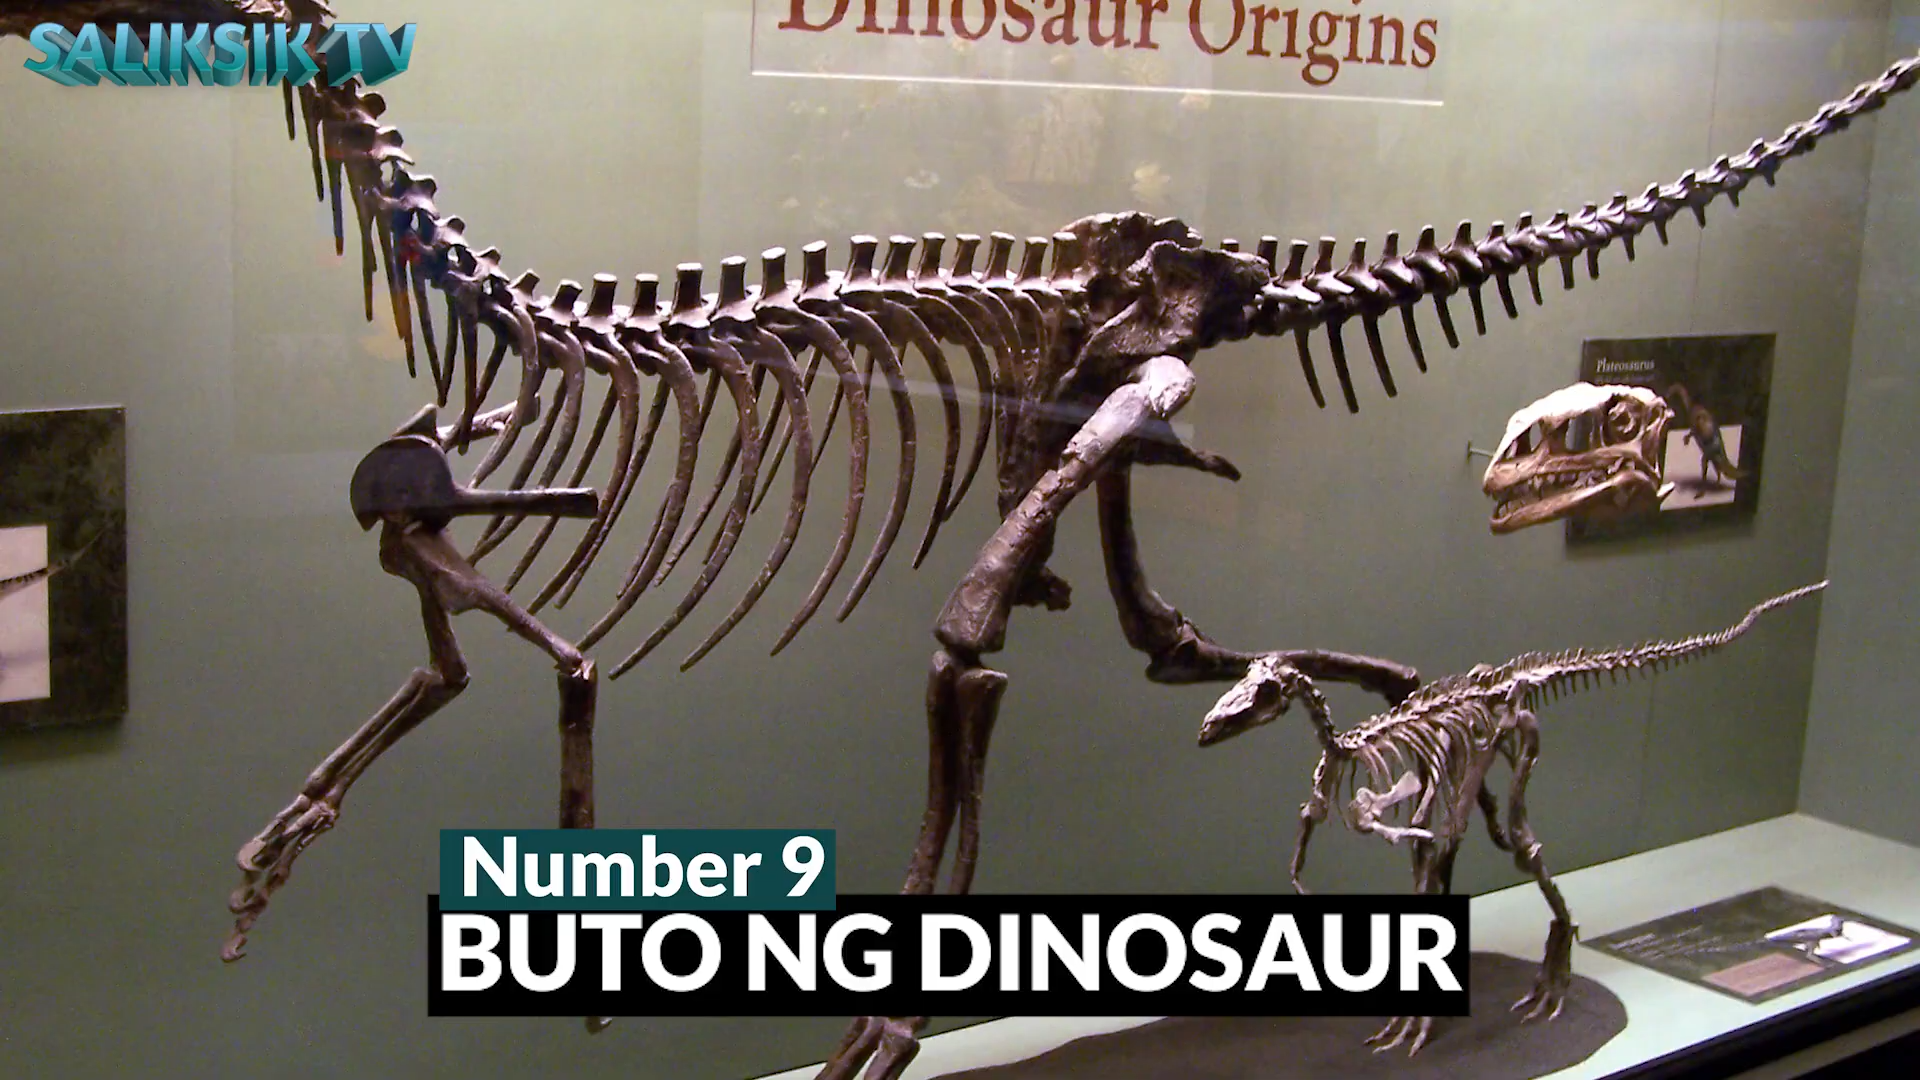 SALIKSIK TV
Dinosaur Origins
Plateosaurus
Number 9
BUTO NG DINOSAUR